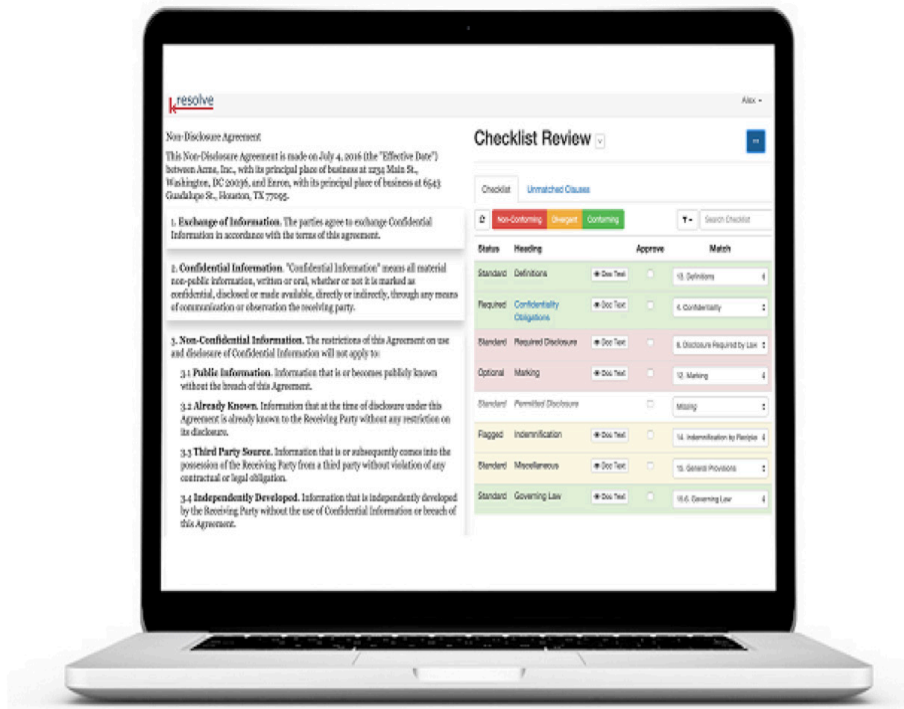 resolve
Alex
Non-Disclosure Agreement
This Non-Disclosure Agreement is made on July 4, 2016 (the "Effective Date")
between Acme, Inc., with its principal place of business at 1234 Main St.,
Washington, DC 20036, and Enron, with its principal place of business at 6543
Guadalupe St., Houston, TX 77095.
1. Exchange of Information. The parties agree to exchange Confidential
Information in accordance with the terms of this agreement.
2. Confidential Information. "Confidential Information" means all material
non-public information, written or oral, whether or not it is marked as
confidential, disclosed or made available, directly or indirectly, through any means
of communication or observation the receiving party.
3. Non-Confidential Information. The restrictions of this Agreement on use
and disclosure of Confidential Information will not apply to:
3.1 Public Information. Information that is or becomes publicly known
without the breach of this Agreement.
3.2 Already Known. Information that at the time of disclosure under this
Agreement is already known to the Receiving Party without any restriction on
its disclosure.
3.3 Third Party Source. Information that is or subsequently comes into the
possession of the Receiving Party from a third party without violation of any
contractual or legal obligation.
3.4 Independently Developed. Information that is independently developed
by the Receiving Party without the use of Confidential Information or breach of
this Agreement.
Checklist Review
Checklist Unmatched Clauses
Non-Conforming Divergent Conforming Search Checklist
Status Heading Approve Match
Standard Definitions Doc Text 13. Definitions
Required Confidentiality Obligations Doc Text 4. Confidentiality
Standard Required Disclosure Doc Text 8. Disclosure Required by Law
Optional Marking Doc Text 12. Marking
Standard Permitted Disclosure Missing
Flagged Indemnification Doc Text 14. Indemnification by Recipie
Standard Miscellaneous Doc Text 15. General Provisions
Standard Governing Law Doc Text 15.6. Governing Law